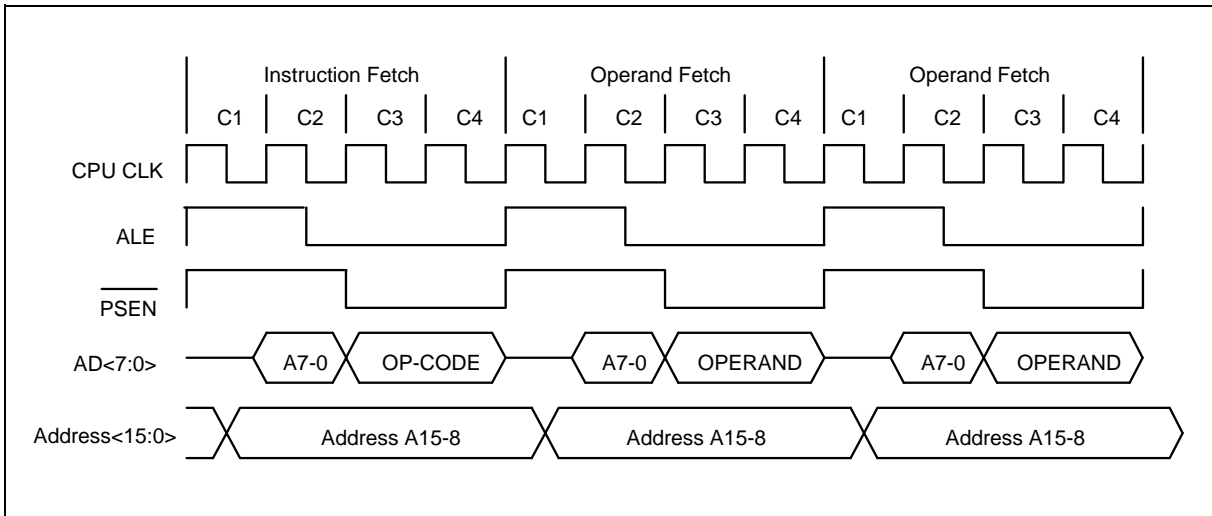 Instruction Fetch Operand Fetch Operand Fetch
C1 C2 C3 C4 C1 C2 C3 C4 C1 C2 C3 C4
CPU CLK
ALE
PSEN
AD<7:0> A7-0 OP-CODE A7-0 OPERAND A7-0 OPERAND
Address<15:0> Address A15-8 Address A15-8 Address A15-8